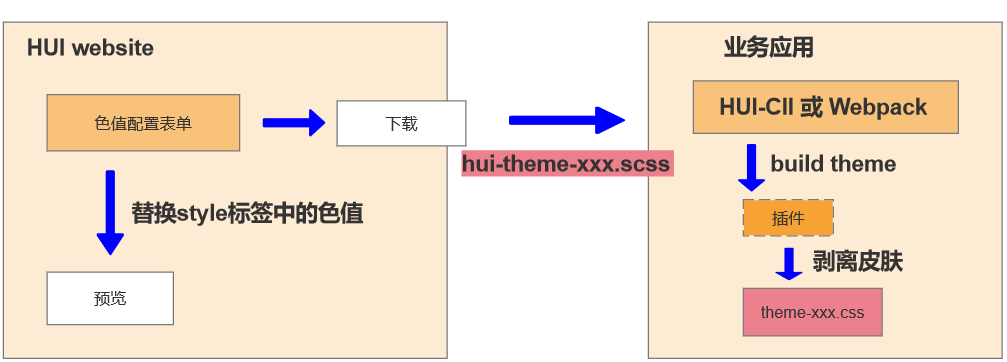 HUI website
色值配置表单
下载
替换style标签中的色值
预览
hui-theme-xxx.scss
业务应用
HUI-Cll 或 Webpack
build theme
插件
剥离皮肤
theme-xxx.css